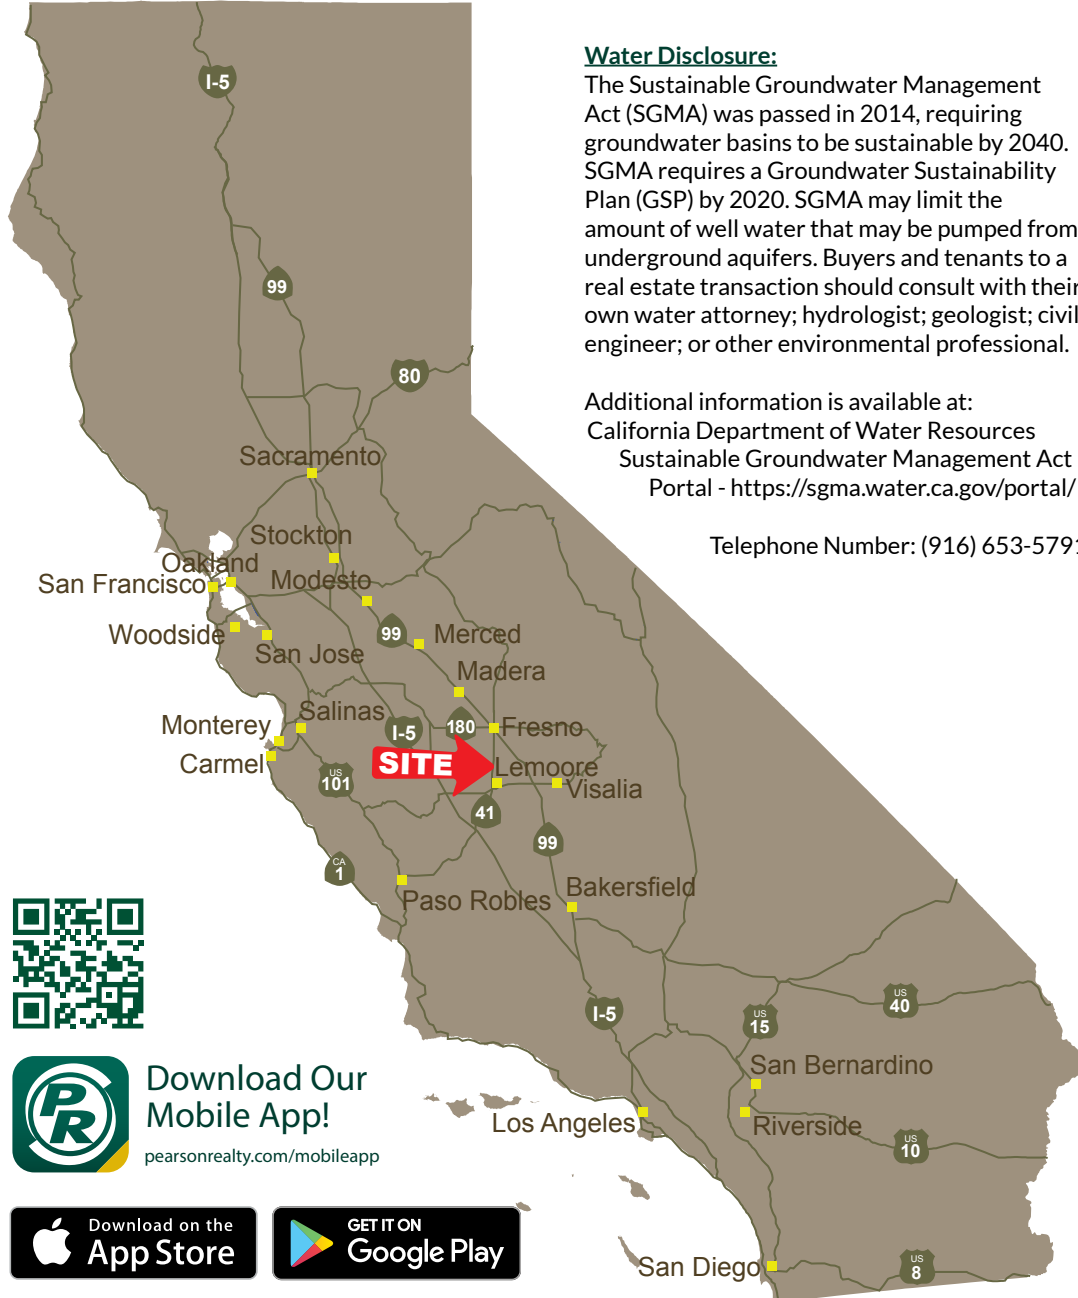 Water Disclosure:
The Sustainable Groundwater Management
Act (SGMA) was passed in 2014, requiring
groundwater basins to be sustainable by 2040.
SGMA requires a Groundwater Sustainability
Plan (GSP) by 2020. SGMA may limit the
amount of well water that may be pumped from
underground aquifers. Buyers and tenants to a
real estate transaction should consult with their
own water attorney; hydrologist; geologist; civil
engineer; or other environmental professional.
Additional information is available at:
California Department of Water Resources
Sustainable Groundwater Management Act
Portal - https://sgma.water.ca.gov/portal/
Telephone Number: (916) 653-5791
I-5
99
80
Sacramento
Stockton
Oakland
San Francisco
Modesto
Woodside
99
Merced
San Jose
Madera
Salinas
Monterey
I-5
180
Fresno
Carmel
SITE
Lemoore
US
101
Visalia
41
99
CA
1
Paso Robles
Bakersfield
US
40
I-5
US
15
San Bernardino
Los Angeles
Riverside
US
10
San Diego
US
8
PR
Download Our
Mobile App!
pearsonrealty.com/mobileapp
Download on the
App Store
GET IT ON
Google Play